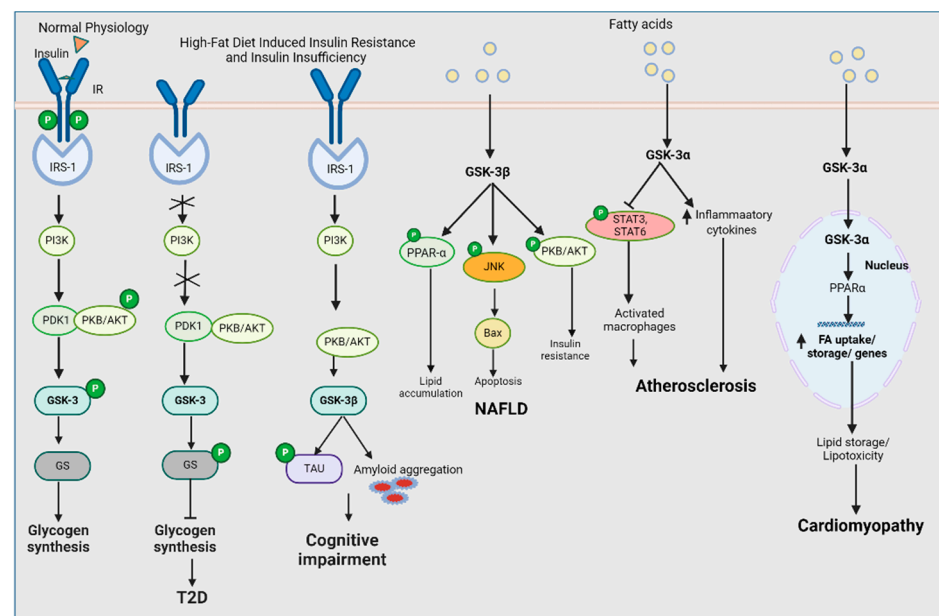 Normal Physiology
Insulin
IR
P
P
IRS-1
PI3K
PDK1
PKB/AKT
P
GSK-3
P
GS
Glycogen
synthesis
High-Fat Diet Induced Insulin Resistance
and Insulin Insufficiency
IRS-1
PI3K
PDK1
PKB/AKT
GSK-3
GS
P
Glycogen
synthesis
T2D
IRS-1
PI3K
PKB/AKT
GSK-3β
P
TAU
Amyloid aggregation
Cognitive
impairment
Fatty acids
GSK-3β
P
PPAR-α
P
JNK
P
PKB/AKT
Bax
Lipid
accumulation
Apoptosis
Insulin
resistance
NAFLD
GSK-3α
P
STAT3,
STAT6
Inflammaatory
cytokines
Activated
macrophages
Atherosclerosis
GSK-3α
GSK-3α
Nucleus
PPARα
FA uptake/
storage/ genes
Lipid storage/
Lipotoxicity
Cardiomyopathy